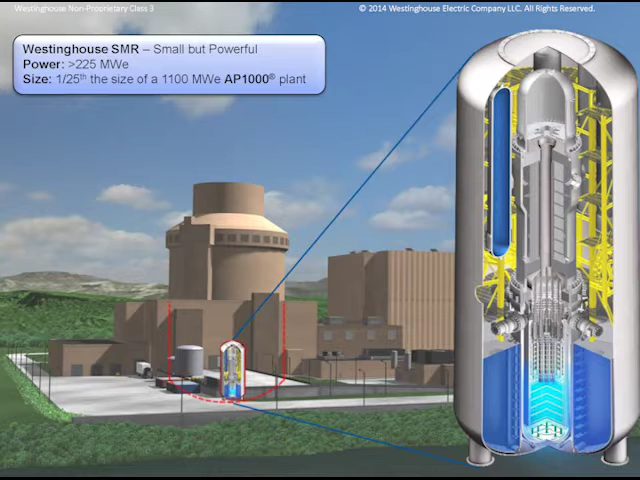 Westinghouse Non-Proprietary Class 3
© 2014 Westinghouse Electric Company LLC. All Rights Reserved.
Westinghouse SMR – Small but Powerful
Power: >225 MWe
Size: 1/25th the size of a 1100 MWe AP1000® plant